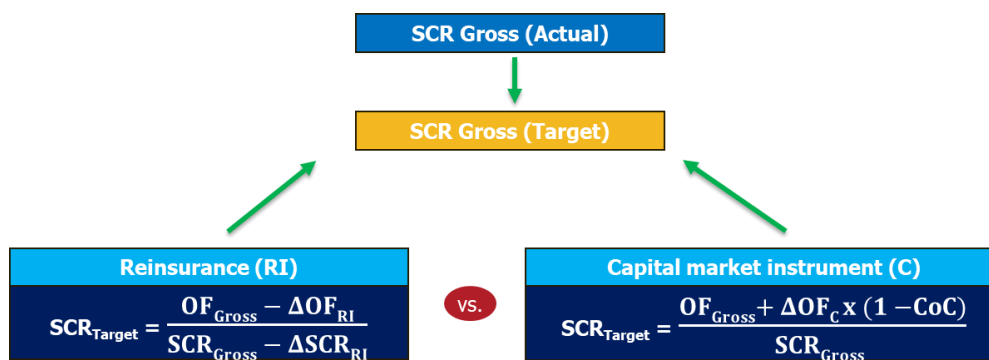 SCR Gross (Actual)
SCR Gross (Target)
Reinsurance (RI)
SCR_Target = (OF_Gross − ΔOF_RI) / (SCR_Gross − ΔSCR_RI)
vs.
Capital market instrument (C)
SCR_Target = (OF_Gross + ΔOF_C x (1 −CoC)) / SCR_Gross